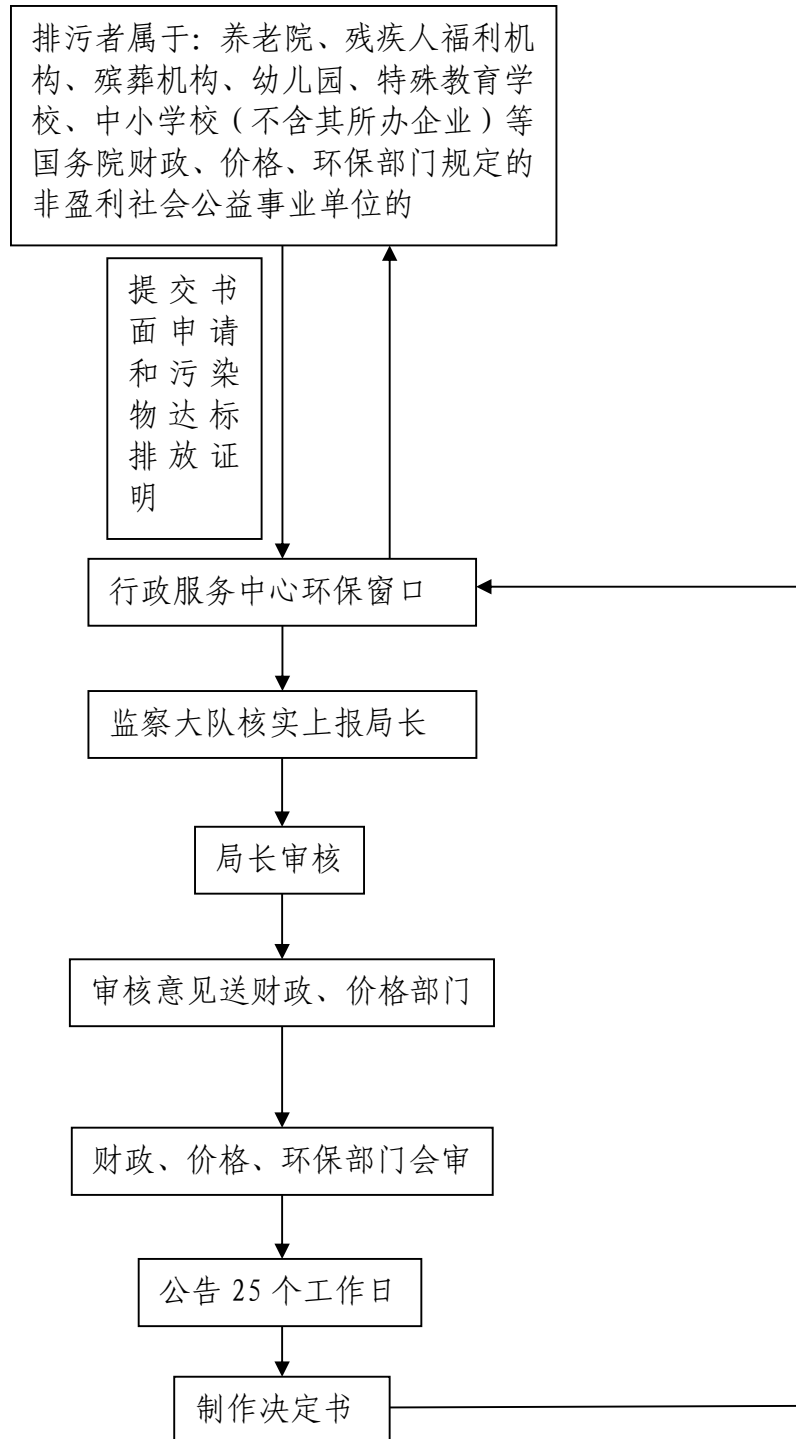 排污者属于：养老院、残疾人福利机
构、殡葬机构、幼儿园、特殊教育学
校、中小学校（不含其所办企业）等
国务院财政、价格、环保部门规定的
非盈利社会公益事业单位的
提交书
面申请
和污染
物达标
排放证
明
行政服务中心环保窗口
监察大队核实上报局长
局长审核
审核意见送财政、价格部门
财政、价格、环保部门会审
公告 25 个工作日
制作决定书